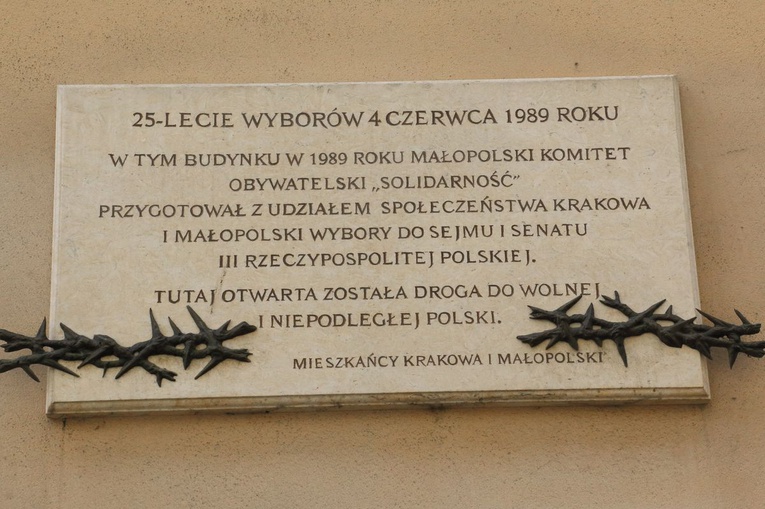 25-LECIE WYBORÓW 4 CZERWCA 1989 ROKU
W TYM BUDYNKU W 1989 ROKU MAŁOPOLSKI KOMITET
OBYWATELSKI „SOLIDARNOŚĆ”
PRZYGOTOWAŁ Z UDZIAŁEM SPOŁECZEŃSTWA KRAKOWA
I MAŁOPOLSKI WYBORY DO SEJMU I SENATU
III RZECZYPOSPOLITEJ POLSKIEJ.
TUTAJ OTWARTA ZOSTAŁA DROGA DO WOLNEJ
I NIEPODLEGŁEJ POLSKI.
MIESZKAŃCY KRAKOWA I MAŁOPOLSKI